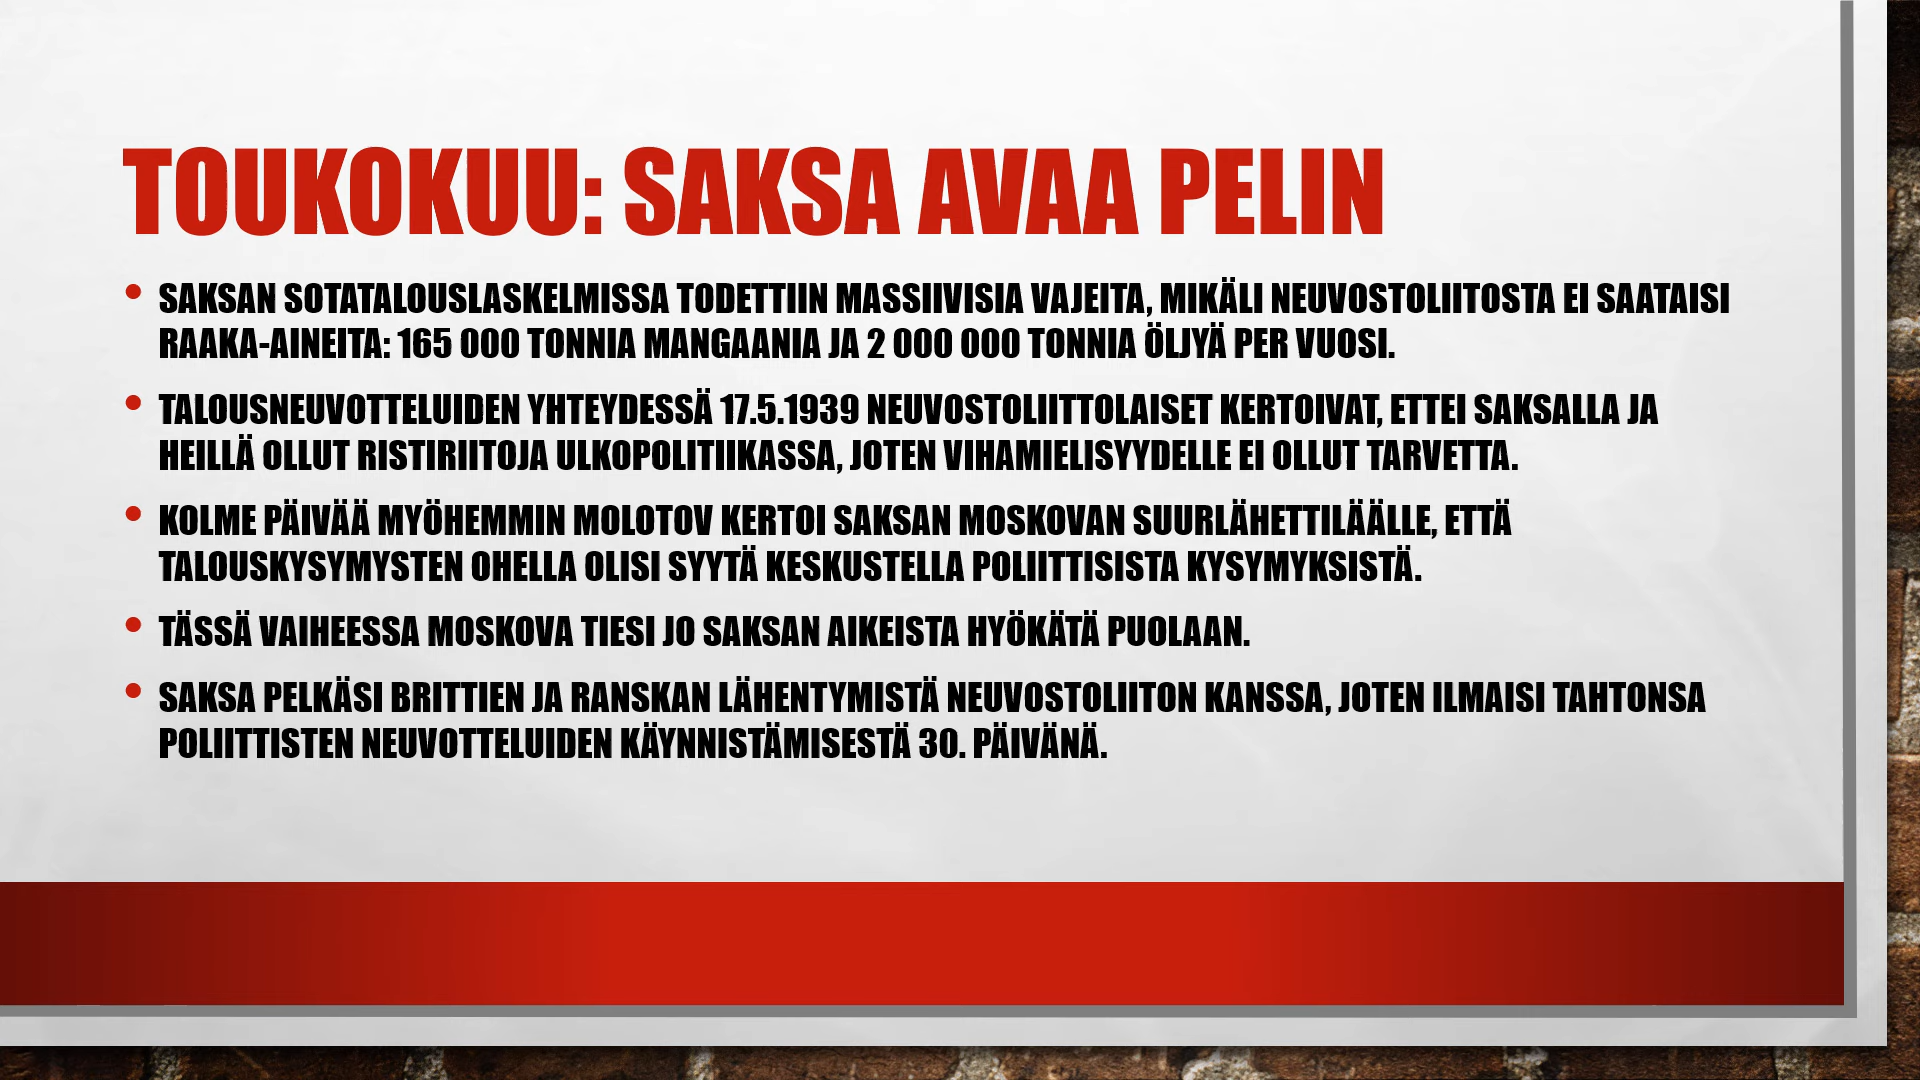 TOUKOKUU: SAKSA AVAA PELIN
• SAKSAN SOTATALOUSLASKELMISSA TODETTIIN MASSIIVISIA VAJEITA, MIKÄLI NEUVOSTOLIITOSTA EI SAATAISI
RAAKA-AINEITA: 165 000 TONNIA MANGAANIA JA 2 000 000 TONNIA ÖLJYÄ PER VUOSI.
• TALOUSNEUVOTTELUIDEN YHTEYDESSÄ 17.5.1939 NEUVOSTOLIITTOLAISET KERTOIVAT, ETTEI SAKSALLA JA
HEILLÄ OLLUT RISTIRIITOJA ULKOPOLITIIKASSA, JOTEN VIHAMIELISYYDELLE EI OLLUT TARVETTA.
• KOLME PÄIVÄÄ MYÖHEMMIN MOLOTOV KERTOI SAKSAN MOSKOVAN SUURLÄHETTILÄÄLLE, ETTÄ
TALOUSKYSYMYSTEN OHELLA OLISI SYYTÄ KESKUSTELLA POLIITTISISTA KYSYMYKSISTÄ.
• TÄSSÄ VAIHEESSA MOSKOVA TIESI JO SAKSAN AIKEISTA HYÖKÄTÄ PUOLAAN.
• SAKSA PELKÄSI BRITTIEN JA RANSKAN LÄHENTYMISTÄ NEUVOSTOLIITON KANSSA, JOTEN ILMAISI TAHTONSA
POLIITTISTEN NEUVOTTELUIDEN KÄYNNISTÄMISESTÄ 30. PÄIVÄNÄ.